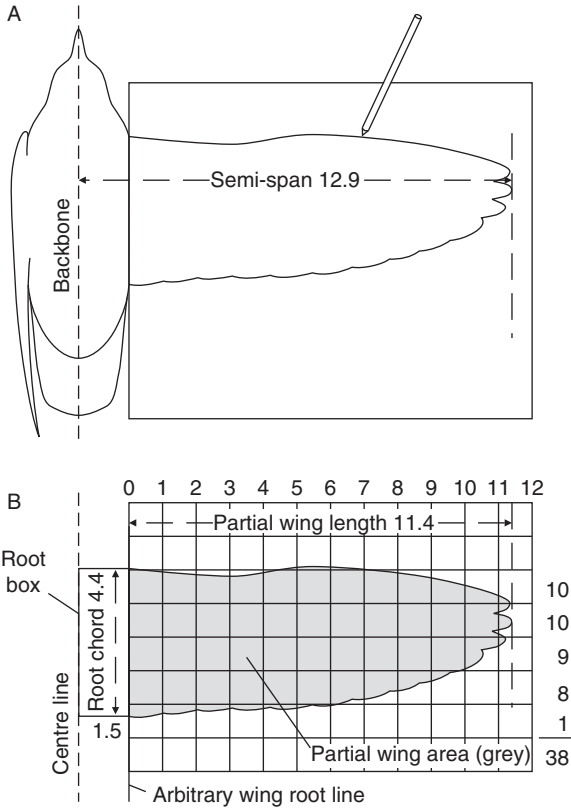 A
Semi-span 12.9
Backbone
B
0 1 2 3 4 5 6 7 8 9 10 11 12
Partial wing length 11.4
Root
box
Root chord 4.4
Centre line
10
10
9
8
1
38
1.5
Partial wing area (grey)
Arbitrary wing root line